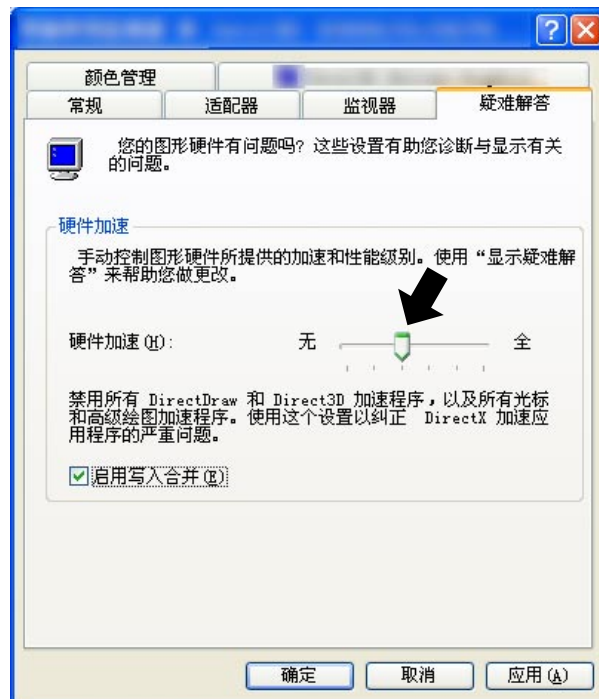 颜色管理
常规 适配器 监视器 疑难解答
您的图形硬件有问题吗? 这些设置有助您诊断与显示有关
的问题。
硬件加速
手动控制图形硬件所提供的加速和性能级别。使用“显示疑难解
答”来帮助您做更改。
硬件加速(H): 无 全
禁用所有 DirectDraw 和 Direct3D 加速程序,以及所有光标
和高级绘图加速程序。使用这个设置以纠正 DirectX 加速应
用程序的严重问题。
启用写入合并(E)
确定 取消 应用(A)